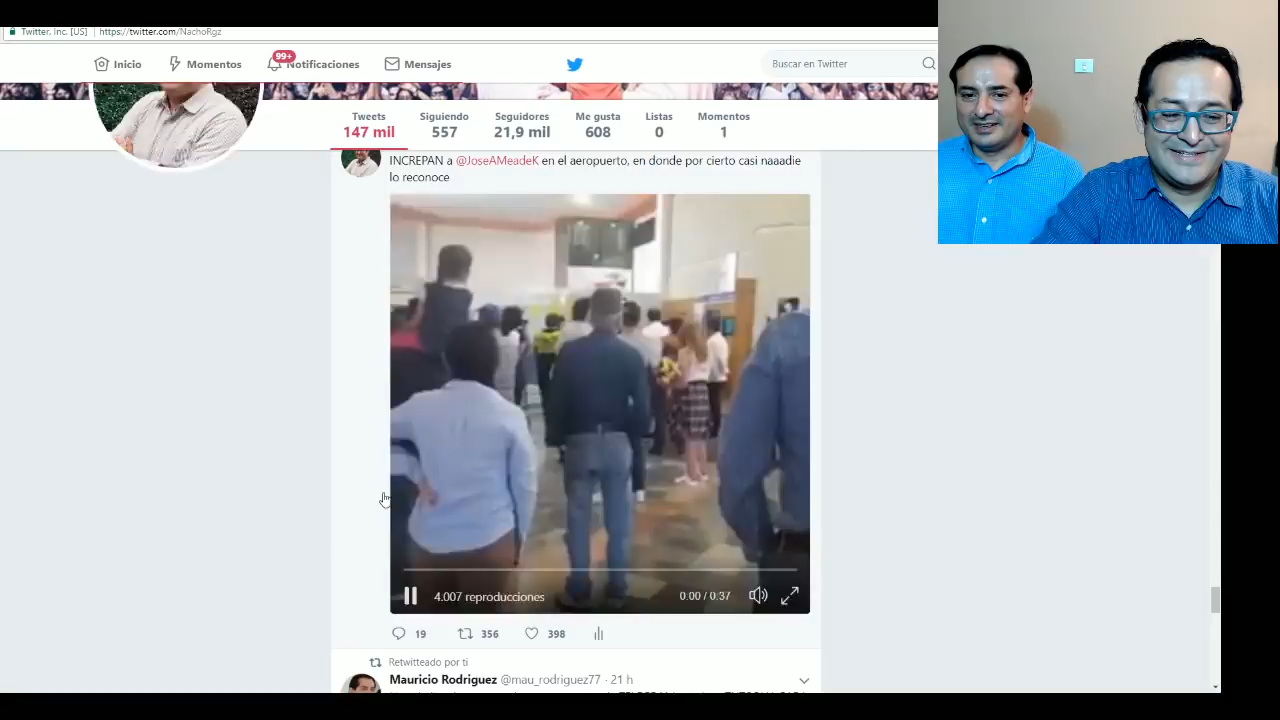 Twitter, Inc. [US] https://twitter.com/NachoRgz
Inicio
Momentos
99+
Notificaciones
Mensajes
Buscar en Twitter
Tweets
147 mil
Siguiendo
557
Seguidores
21,9 mil
Me gusta
608
Listas
0
Momentos
1
INCREPAN a @JoseAMeadeK en el aeropuerto, en donde por cierto casi naaadie
lo reconoce
4.007 reproducciones
0:00 / 0:37
19
356
398
Retwitteado por ti
Mauricio Rodriguez @mau_rodriguez77 · 21 h